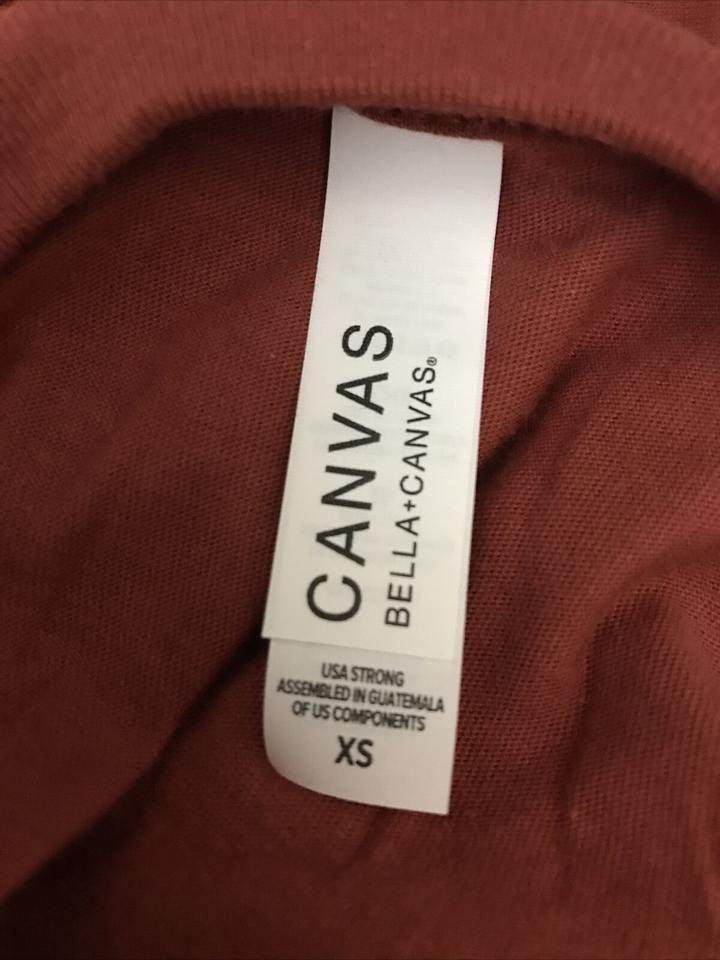 CANVAS
BELLA+CANVAS®
USA STRONG
ASSEMBLED IN GUATEMALA
OF US COMPONENTS
XS